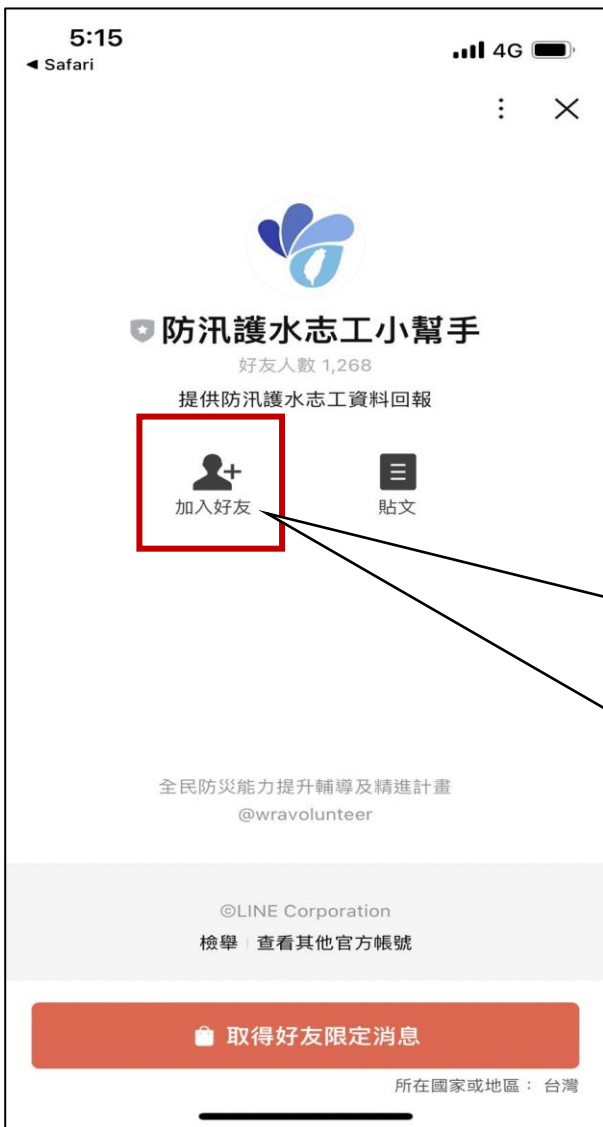 5:15
◀ Safari
4G
防汛護水志工小幫手
好友人數 1,268
提供防汛護水志工資料回報
加入好友
貼文
全民防災能力提升輔導及精進計畫
@wravolunteer
©LINE Corporation
檢舉 查看其他官方帳號
取得好友限定消息
所在國家或地區： 台灣